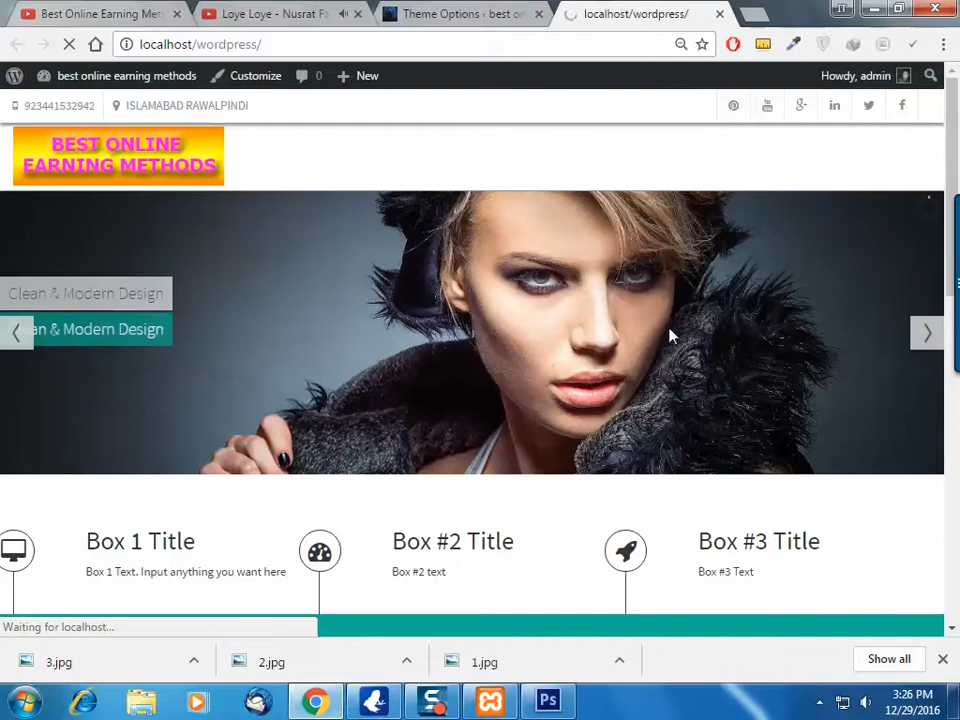 Best Online Earning Met
Loye Loye - Nusrat Fa
Theme Options ‹ best on
localhost/wordpress/
localhost/wordpress/
best online earning methods
Customize
0
New
Howdy, admin
923441532942
ISLAMABAD RAWALPINDI
BEST ONLINE
EARNING METHODS
Clean & Modern Design
an & Modern Design
Box 1 Title
Box #2 Title
Box #3 Title
Box 1 Text. Input anything you want here
Box #2 text
Box #3 Text
Waiting for localhost...
3.jpg
2.jpg
1.jpg
Show all
Ps
3:26 PM
12/29/2016